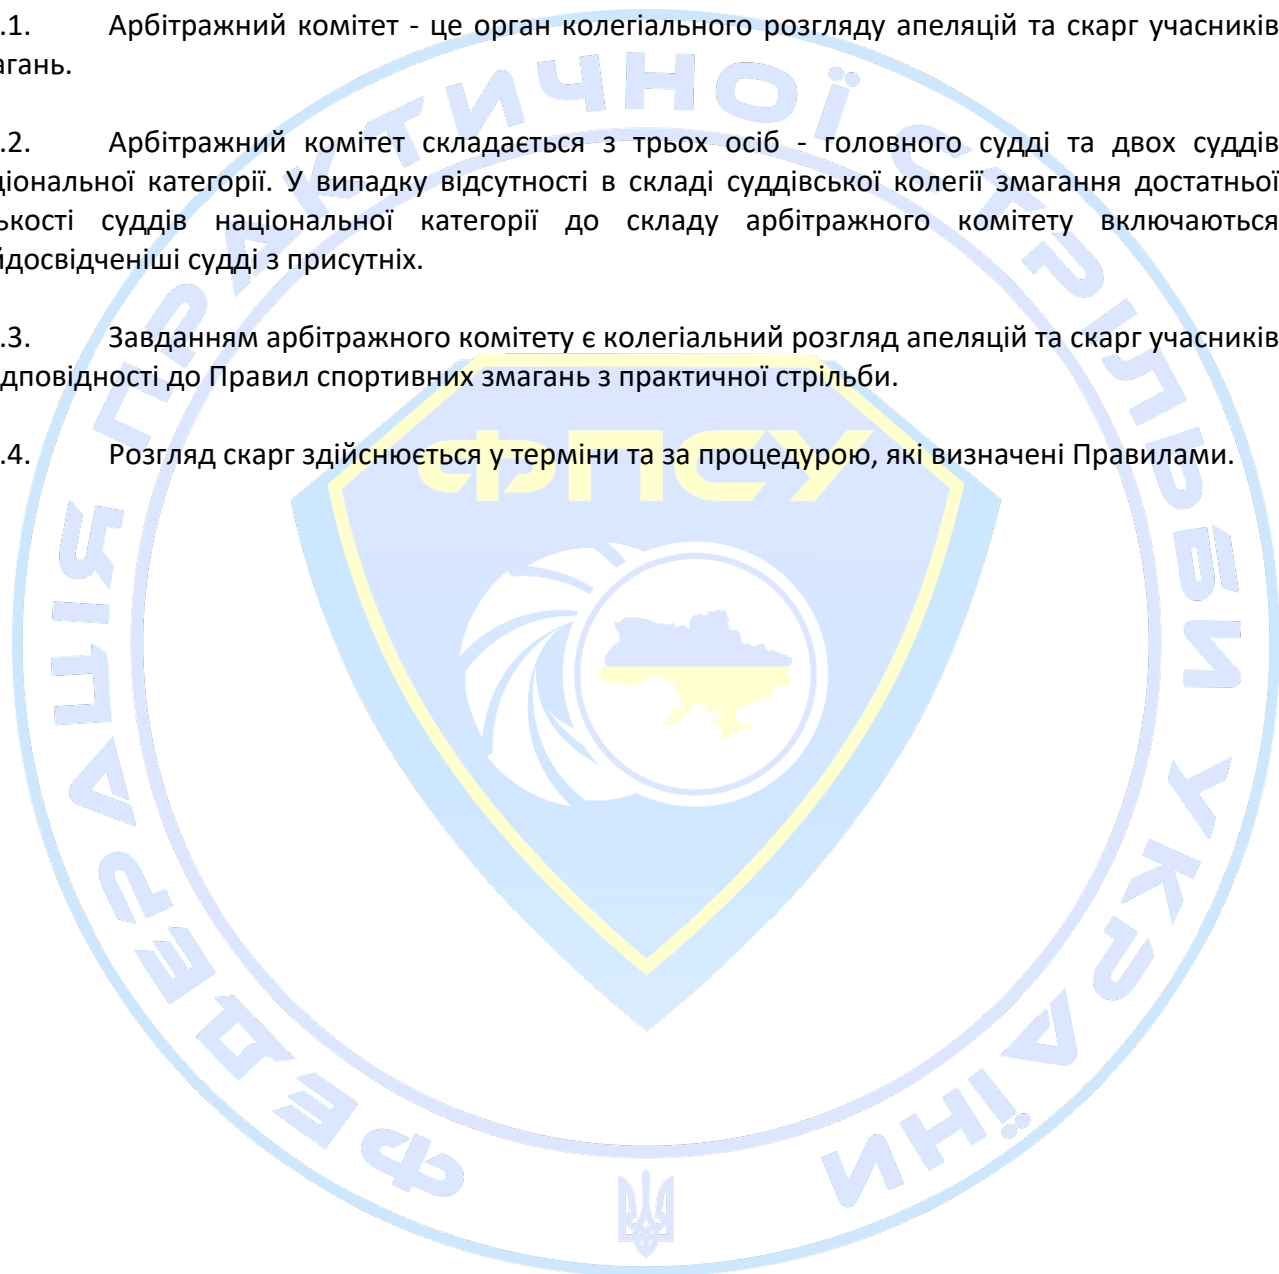 .1. Арбітражний комітет - це орган колегіального розгляду апеляцій та скарг учасників
агань.
.2. Арбітражний комітет складається з трьох осіб - головного судді та двох суддів
ціональної категорії. У випадку відсутності в складі суддівської колегії змагання достатньої
ькості суддів національної категорії до складу арбітражного комітету включаються
йдосвідченіші судді з присутніх.
.3. Завданням арбітражного комітету є колегіальний розгляд апеляцій та скарг учасників
ідповідності до Правил спортивних змагань з практичної стрільби.
.4. Розгляд скарг здійснюється у терміни та за процедурою, які визначені Правилами.
ФПСУ
ФЕДЕРАЦІЯ ПРАКТИЧНОЇ СТРІЛЬБИ УКРАЇНИ